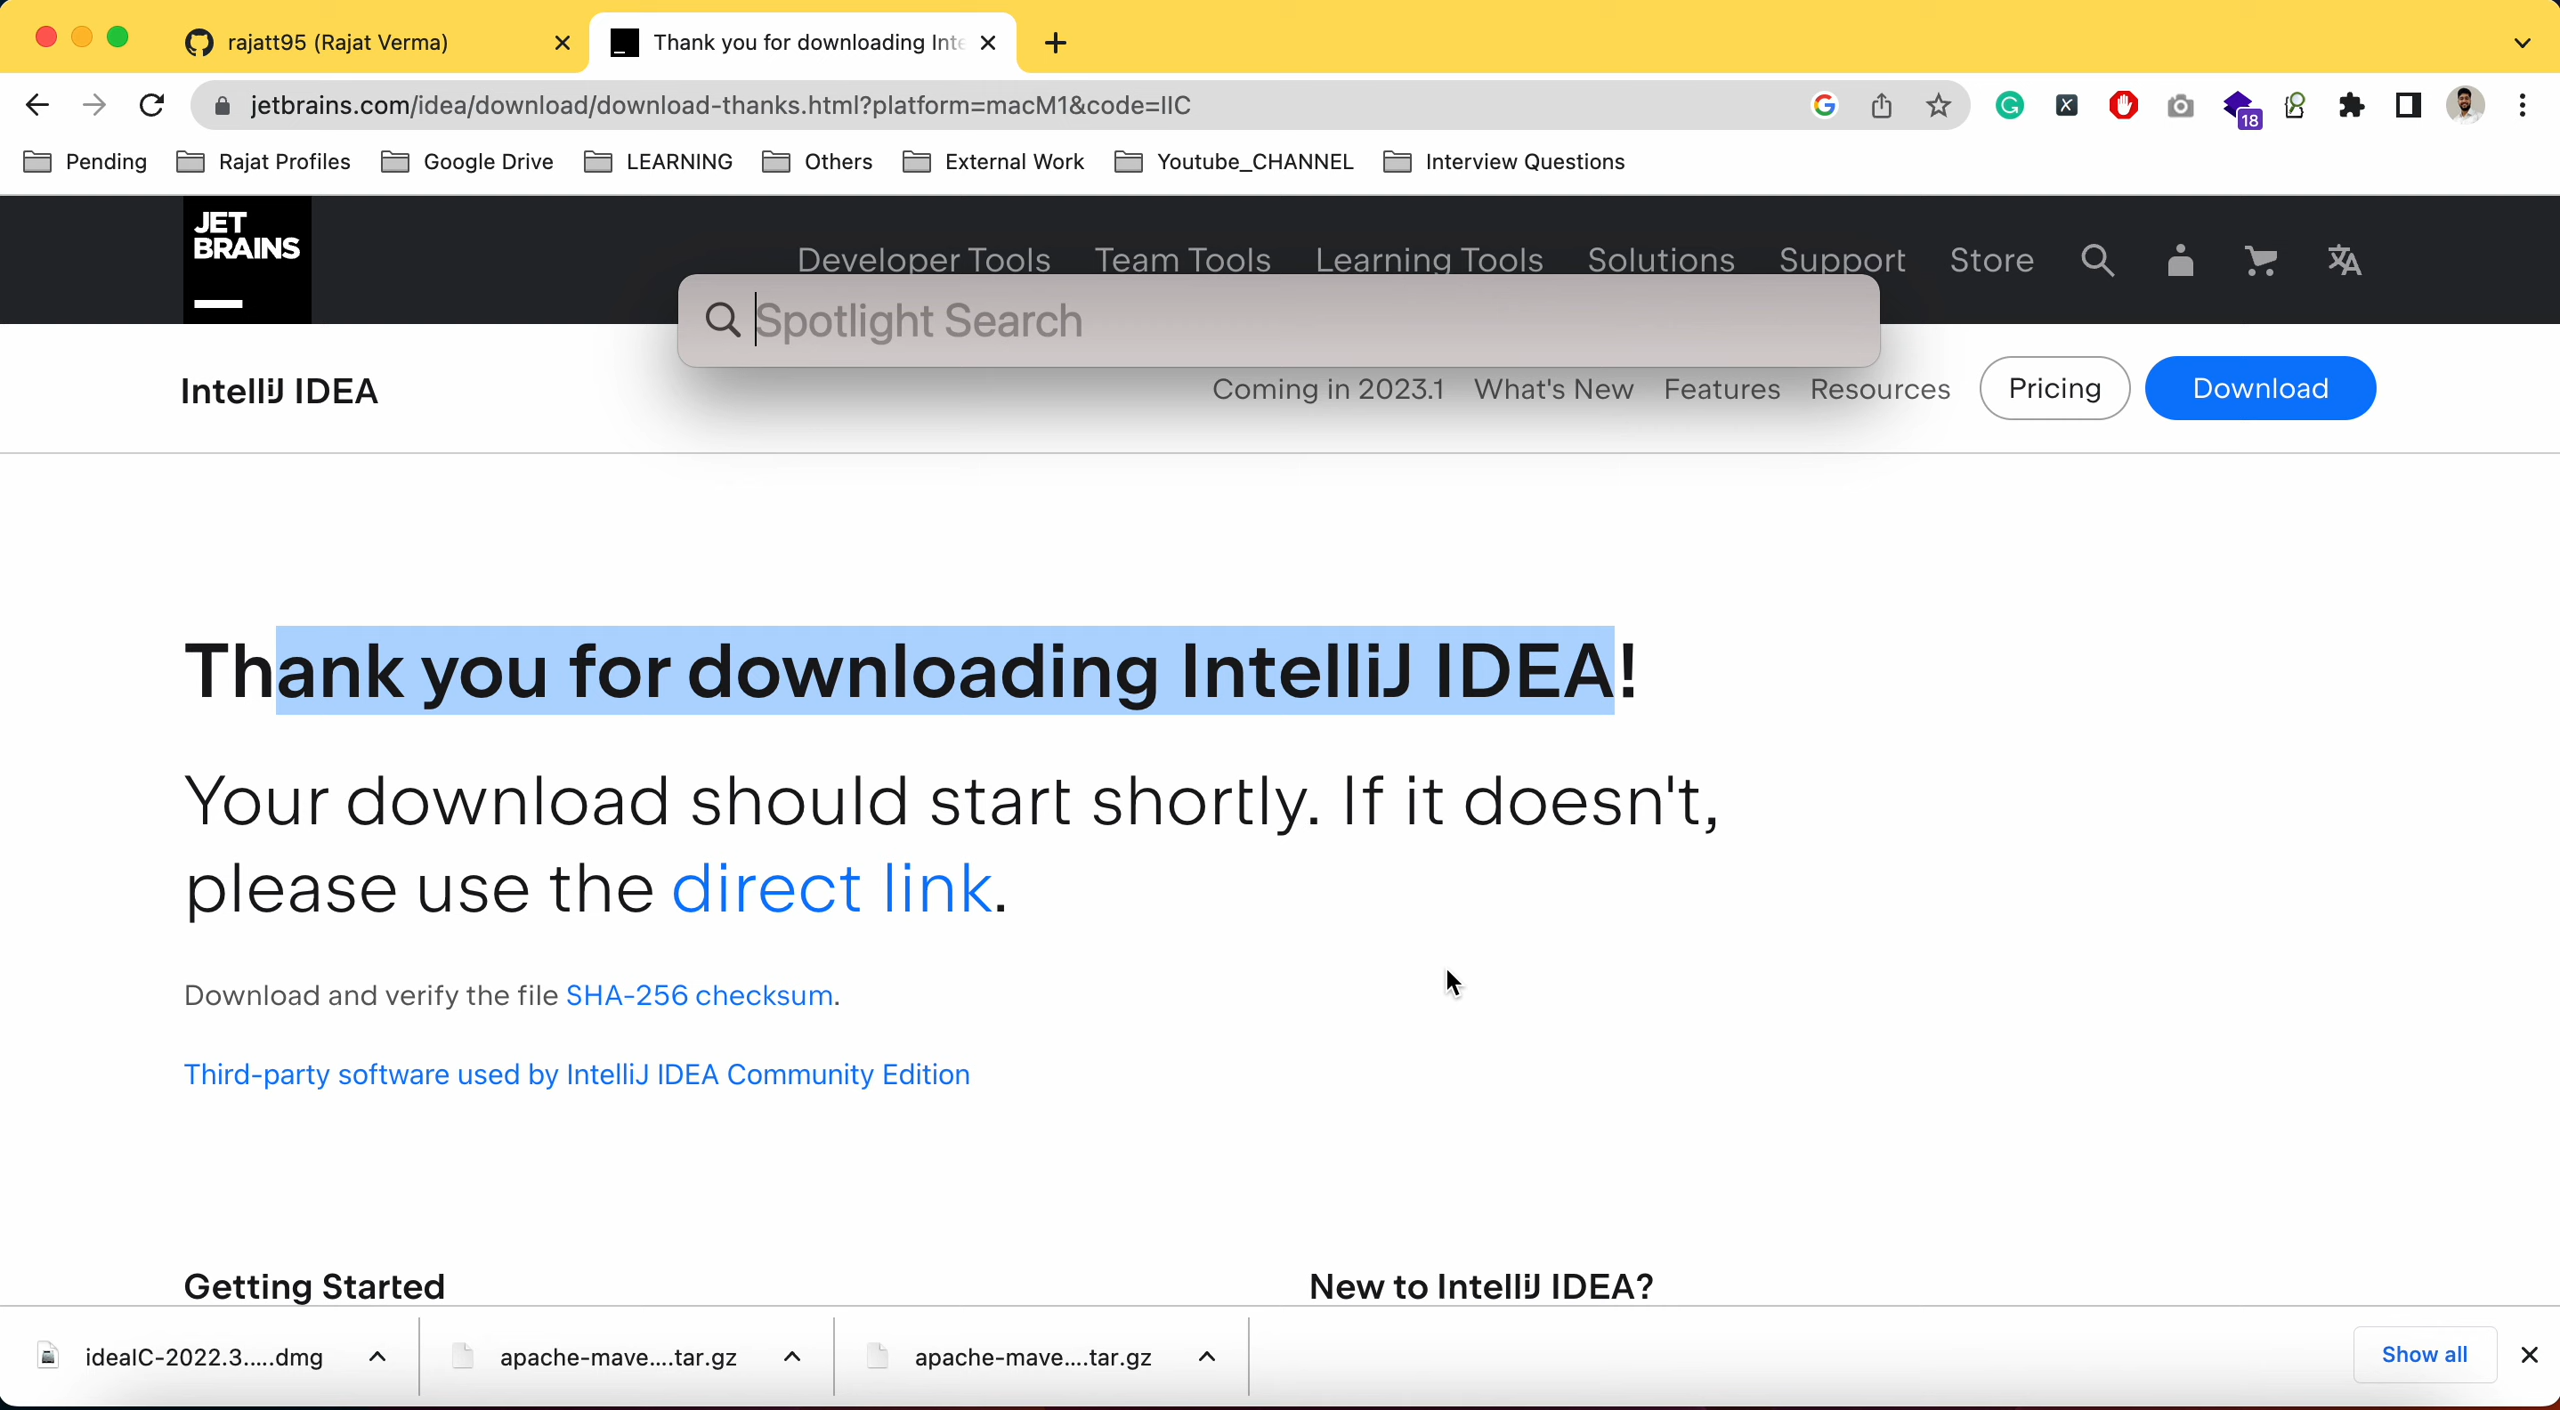 rajatt95 (Rajat Verma)
Thank you for downloading Inte
jetbrains.com/idea/download/download-thanks.html?platform=macM1&code=IIC
18
Pending
Rajat Profiles
Google Drive
LEARNING
Others
External Work
Youtube_CHANNEL
Interview Questions
JET
BRAINS
Developer Tools
Team Tools
Learning Tools
Solutions
Support
Store
Spotlight Search
IntelliJ IDEA
Coming in 2023.1
What's New
Features
Resources
Pricing
Download
Thank you for downloading IntelliJ IDEA!
Your download should start shortly. If it doesn't,
please use the direct link.
Download and verify the file SHA-256 checksum.
Third-party software used by IntelliJ IDEA Community Edition
Getting Started
New to IntelliJ IDEA?
ideaIC-2022.3.....dmg
apache-mave....tar.gz
apache-mave....tar.gz
Show all